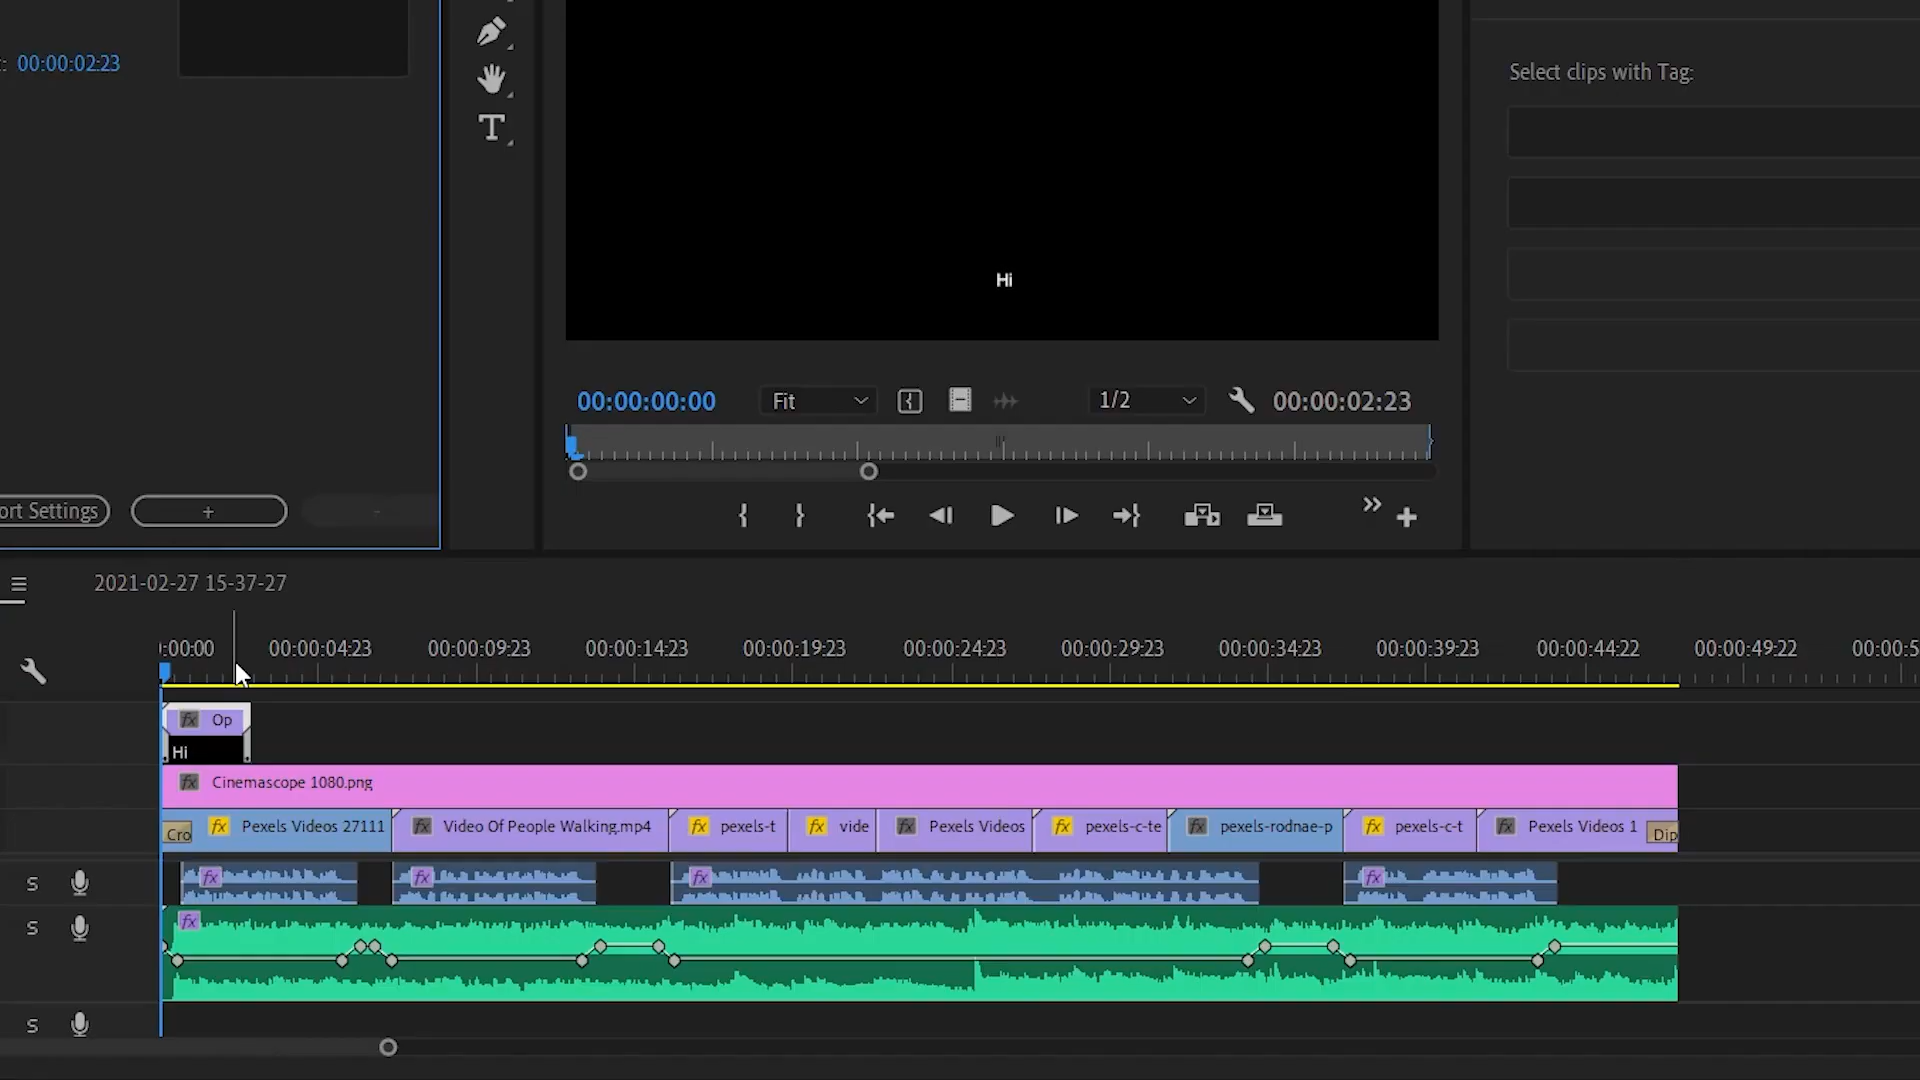 : 00:00:02:23
T
Select clips with Tag:
Hi
00:00:00:00
Fit
1/2
00:00:02:23
ort Settings
+
-
2021-02-27 15-37-27
:00:00
00:00:04:23
00:00:09:23
00:00:14:23
00:00:19:23
00:00:24:23
00:00:29:23
00:00:34:23
00:00:39:23
00:00:44:22
00:00:49:22
00:00:5
fx Op
Hi
fx Cinemascope 1080.png
Cro
fx Pexels Videos 27111
fx Video Of People Walking.mp4
fx pexels-t
fx vide
fx Pexels Videos
fx pexels-c-te
fx pexels-rodnae-p
fx pexels-c-t
fx Pexels Videos 1
Dip
S
fx
fx
fx
fx
S
fx
S